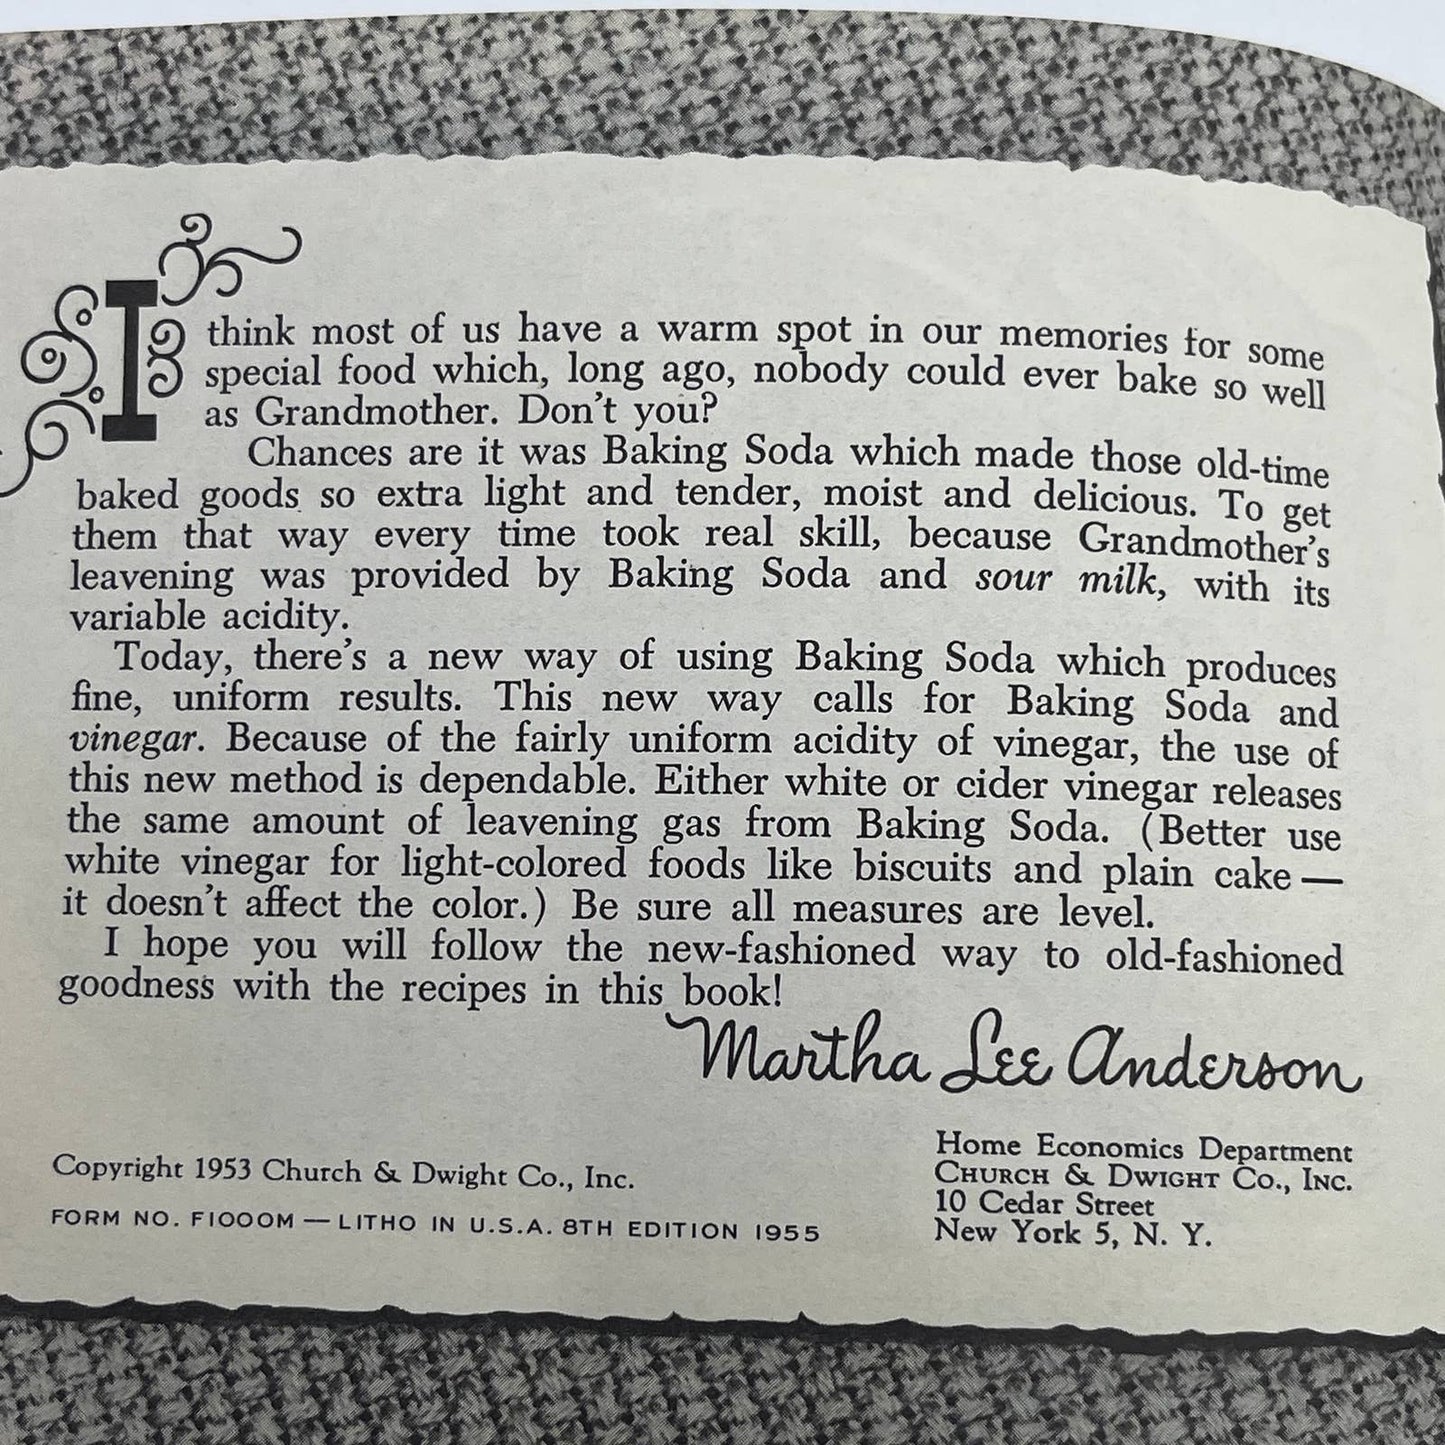 I think most of us have a warm spot in our memories for some
special food which, long ago, nobody could ever bake so well
as Grandmother. Don't you?
Chances are it was Baking Soda which made those old-time
baked goods so extra light and tender, moist and delicious. To get
them that way every time took real skill, because Grandmother's
leavening was provided by Baking Soda and sour milk, with its
variable acidity.
Today, there's a new way of using Baking Soda which produces
fine, uniform results. This new way calls for Baking Soda and
vinegar. Because of the fairly uniform acidity of vinegar, the use of
this new method is dependable. Either white or cider vinegar releases
the same amount of leavening gas from Baking Soda. (Better use
white vinegar for light-colored foods like biscuits and plain cake —
it doesn't affect the color.) Be sure all measures are level.
I hope you will follow the new-fashioned way to old-fashioned
goodness with the recipes in this book!
Martha Lee Anderson
Home Economics Department
CHURCH & DWIGHT CO., INC.
10 Cedar Street
New York 5, N. Y.
Copyright 1953 Church & Dwight Co., Inc.
FORM NO. F1000M — LITHO IN U.S.A. 8TH EDITION 1955